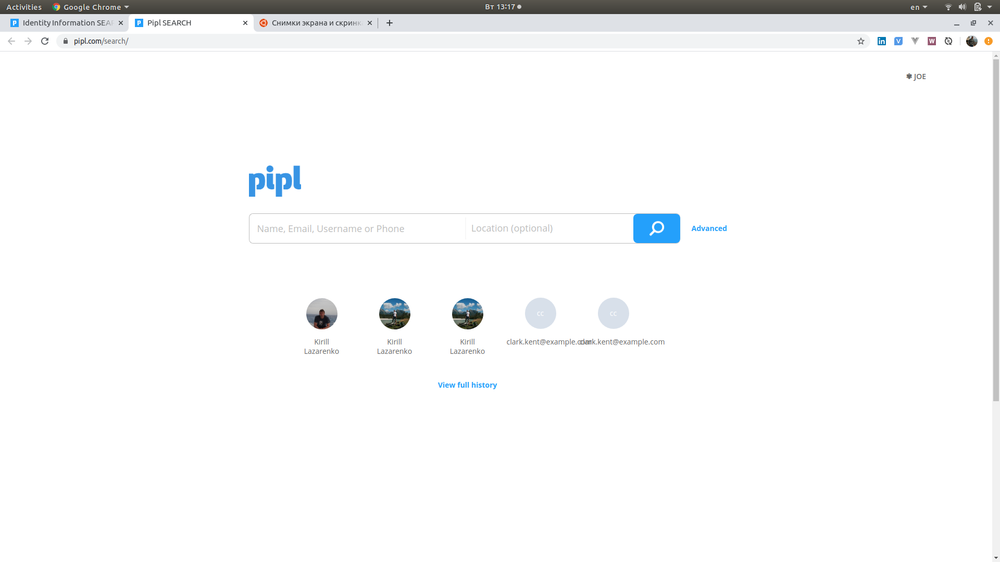 Activities Google Chrome Вт 13:17 en
Identity Information SEAR Pipl SEARCH Снимки экрана и скринка
pipl.com/search/
in V W
JOE
pipl
Name, Email, Username or Phone Location (optional) Advanced
cc cc
Kirill Kirill Kirill clark.kent@example.com clark.kent@example.com
Lazarenko Lazarenko Lazarenko
View full history